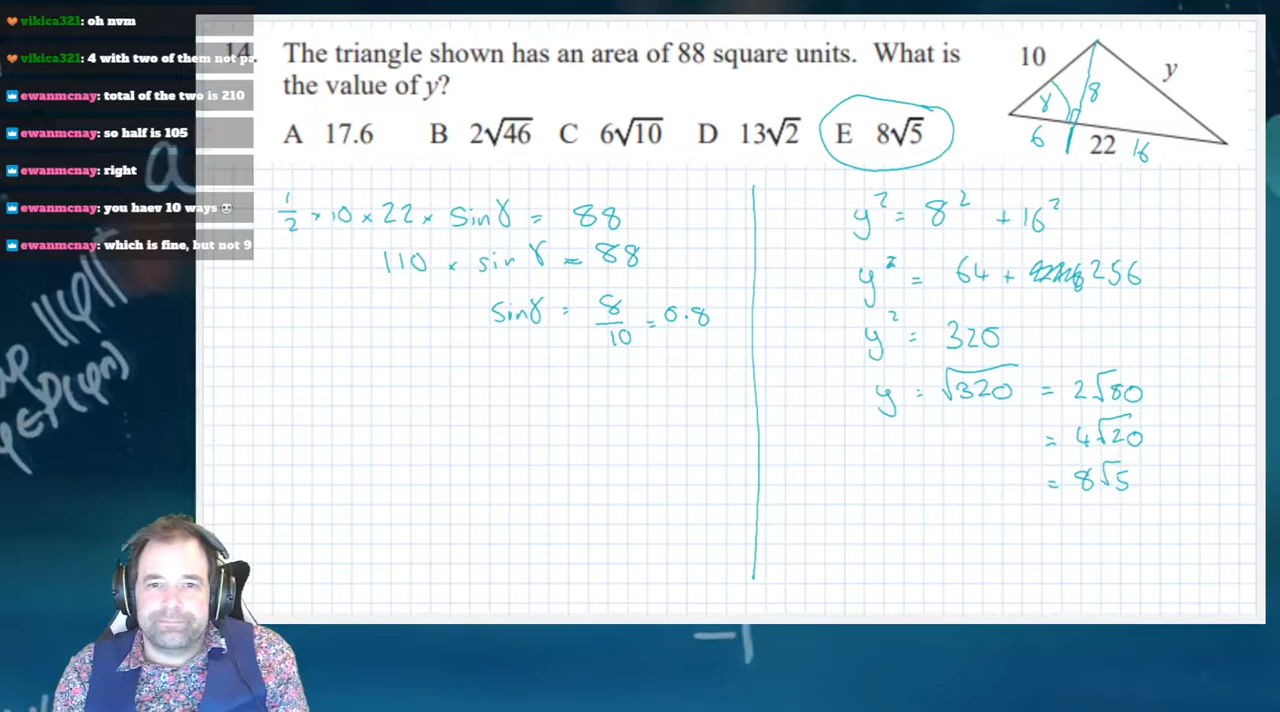 vikica321: oh nvm
vikica321: 4 with two of them not pa
ewanmcnay: total of the two is 210
ewanmcnay: so half is 105
ewanmcnay: right
ewanmcnay: you haev 10 ways
ewanmcnay: which is fine, but not 9
14. The triangle shown has an area of 88 square units. What is
the value of y?
A 17.6 B 2√46 C 6√10 D 13√2 E 8√5
10
y
γ
8
6
22
16
1/2 × 10 × 22 × sin γ = 88
110 × sin γ = 88
sin γ = 8/10 = 0.8
y² = 8² + 16²
y² = 64 + 256
y² = 320
y = √320 = 2√80
= 4√20
= 8√5
a
||φ||
φ∈P(φn)
-1